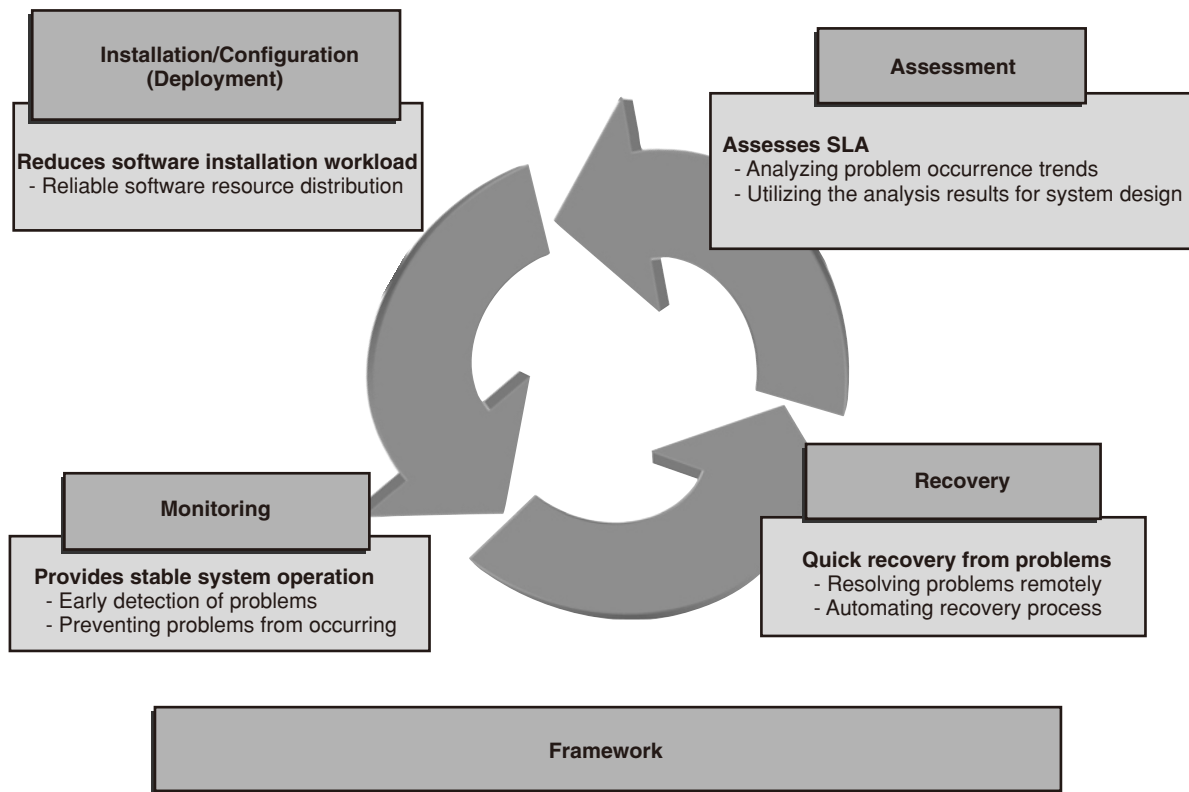 Installation/Configuration
(Deployment)
Reduces software installation workload
- Reliable software resource distribution
Assessment
Assesses SLA
- Analyzing problem occurrence trends
- Utilizing the analysis results for system design
Monitoring
Provides stable system operation
- Early detection of problems
- Preventing problems from occurring
Recovery
Quick recovery from problems
- Resolving problems remotely
- Automating recovery process
Framework